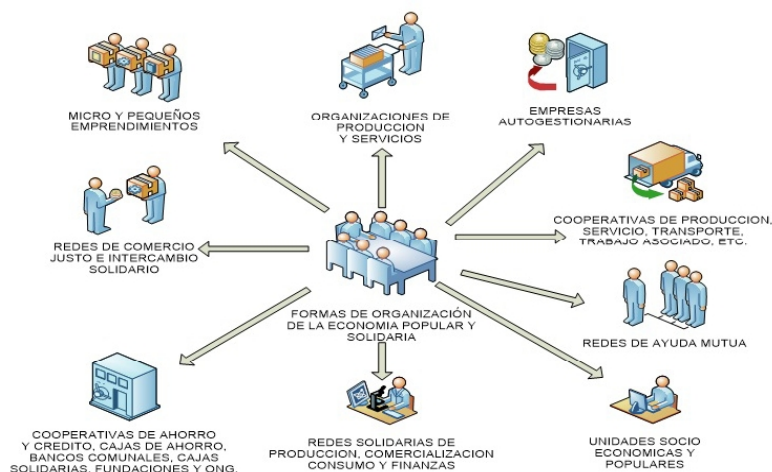 MICRO Y PEQUEÑOS
EMPRENDIMIENTOS
ORGANIZACIONES DE
PRODUCCION
Y SERVICIOS
EMPRESAS
AUTOGESTIONARIAS
COOPERATIVAS DE PRODUCCION,
SERVICIO, TRANSPORTE,
TRABAJO ASOCIADO, ETC.
REDES DE COMERCIO
JUSTO E INTERCAMBIO
SOLIDARIO
FORMAS DE ORGANIZACIÓN
DE LA ECONOMIA POPULAR Y
SOLIDARIA
REDES DE AYUDA MUTUA
COOPERATIVAS DE AHORRO
Y CREDITO, CAJAS DE AHORRO,
BANCOS COMUNALES, CAJAS
SOLIDARIAS, FUNDACIONES Y ONG.
REDES SOLIDARIAS DE
PRODUCCION, COMERCIALIZACION
CONSUMO Y FINANZAS
UNIDADES SOCIO
ECONOMICAS Y
POPULARES